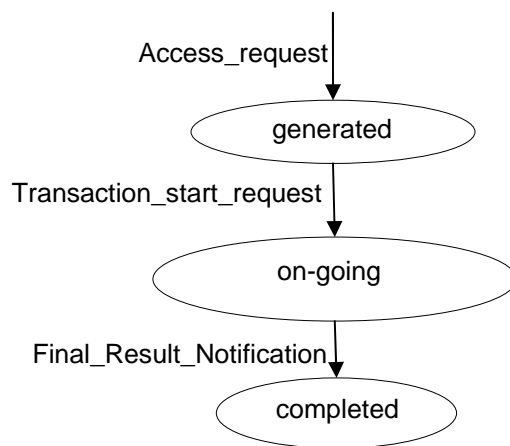 Access_request
generated
Transaction_start_request
on-going
Final_Result_Notification
completed